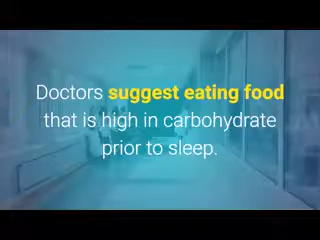 Doctors suggest eating food
that is high in carbohydrate
prior to sleep.